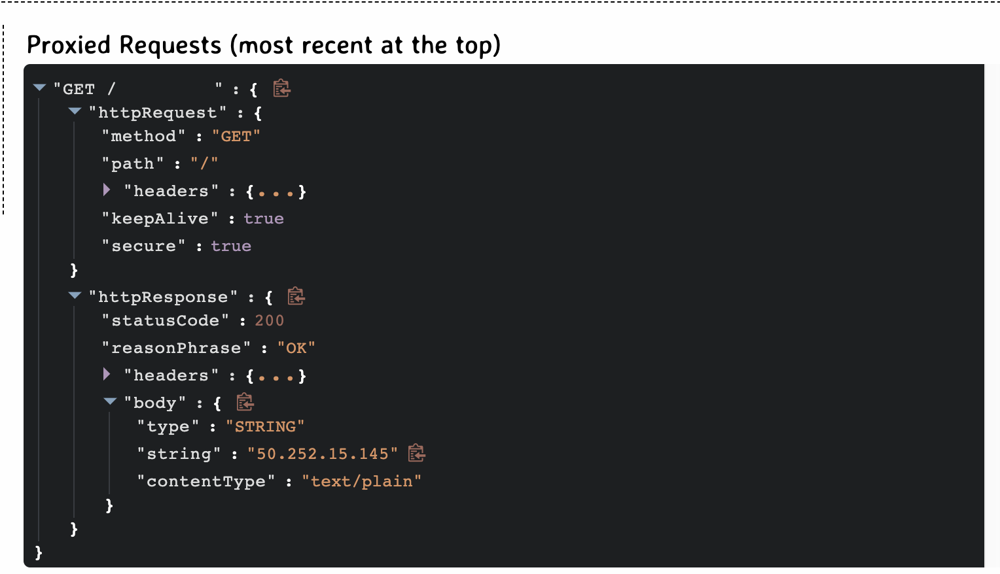 Proxied Requests (most recent at the top)
"GET / " : {
"httpRequest" : {
"method" : "GET"
"path" : "/"
"headers" : {...}
"keepAlive" : true
"secure" : true
}
"httpResponse" : {
"statusCode" : 200
"reasonPhrase" : "OK"
"headers" : {...}
"body" : {
"type" : "STRING"
"string" : "50.252.15.145"
"contentType" : "text/plain"
}
}
}